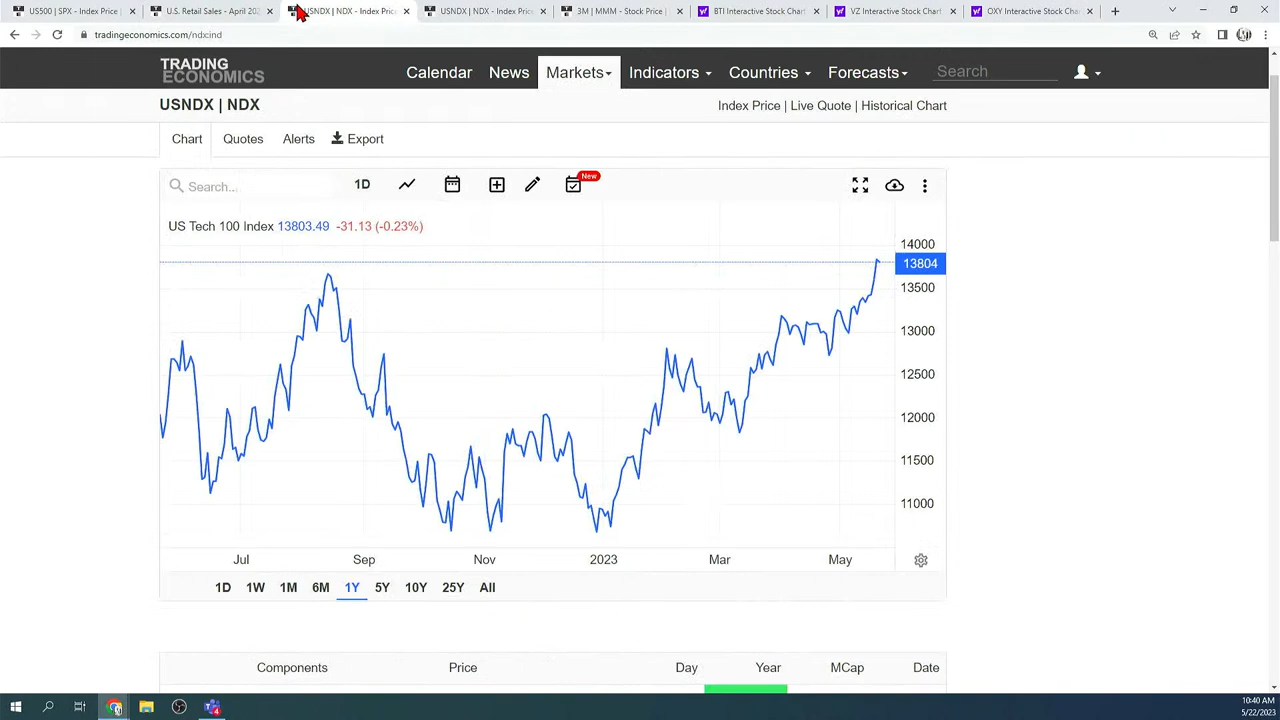 US500 | SPX - Index Price
U.S. Retail Sales - April 202
USNDX | NDX - Index Price
USNDX | NDX - Index Price
3M | MMM - Stock Price |
BTI Interactive Stock Chart
VZ Interactive Stock Chart
OXY Interactive Stock Chart
tradingeconomics.com/ndx:ind
TRADING
ECONOMICS
Calendar News Markets Indicators Countries Forecasts Search
USNDX | NDX
Index Price | Live Quote | Historical Chart
Chart Quotes Alerts Export
Search...
1D
New
US Tech 100 Index 13803.49 -31.13 (-0.23%)
14000
13804
13500
13000
12500
12000
11500
11000
Jul Sep Nov 2023 Mar May
1D 1W 1M 6M 1Y 5Y 10Y 25Y All
Components Price Day Year MCap Date
4
10:40 AM
5/22/2023